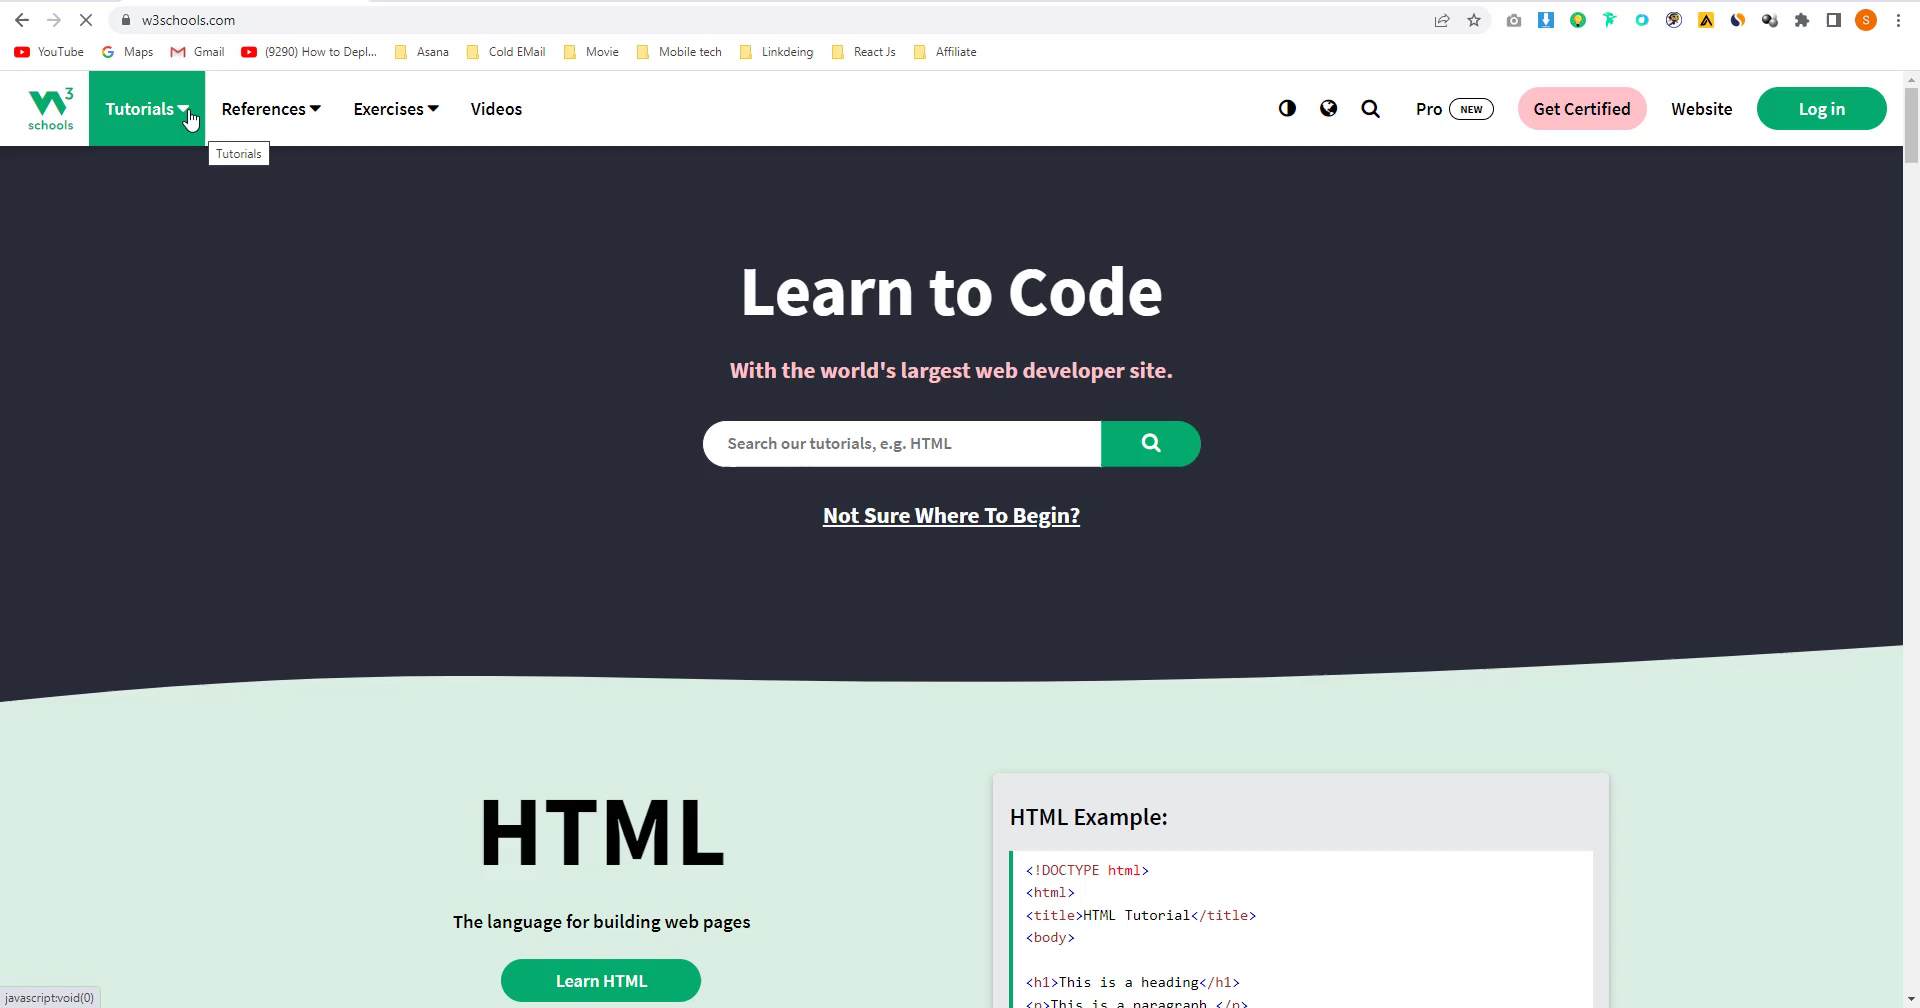 w3schools.com
S
YouTube Maps Gmail (9290) How to Depl... Asana Cold EMail Movie Mobile tech Linkdeing React Js Affiliate
W3 schools Tutorials References Exercises Videos Pro NEW Get Certified Website Log in
Tutorials
Learn to Code
With the world's largest web developer site.
Search our tutorials, e.g. HTML
Not Sure Where To Begin?
HTML
The language for building web pages
Learn HTML
HTML Example:
<!DOCTYPE html>
<html>
<title>HTML Tutorial</title>
<body>
<h1>This is a heading</h1>
<p>This is a paragraph.</p>
javascript:void(0)